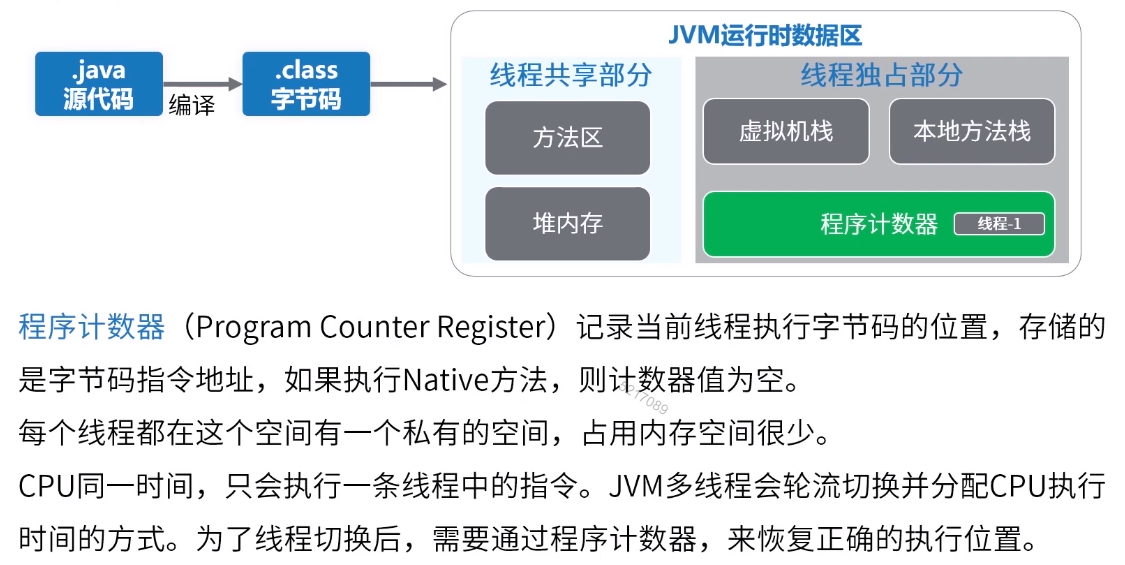 JVM运行时数据区
.java
源代码
编译
.class
字节码
线程共享部分
方法区
堆内存
线程独占部分
虚拟机栈
本地方法栈
程序计数器
线程-1
程序计数器（Program Counter Register）记录当前线程执行字节码的位置，存储的
是字节码指令地址，如果执行Native方法，则计数器值为空。
每个线程都在这个空间有一个私有的空间，占用内存空间很少。
CPU同一时间，只会执行一条线程中的指令。JVM多线程会轮流切换并分配CPU执行
时间的方式。为了线程切换后，需要通过程序计数器，来恢复正确的执行位置。